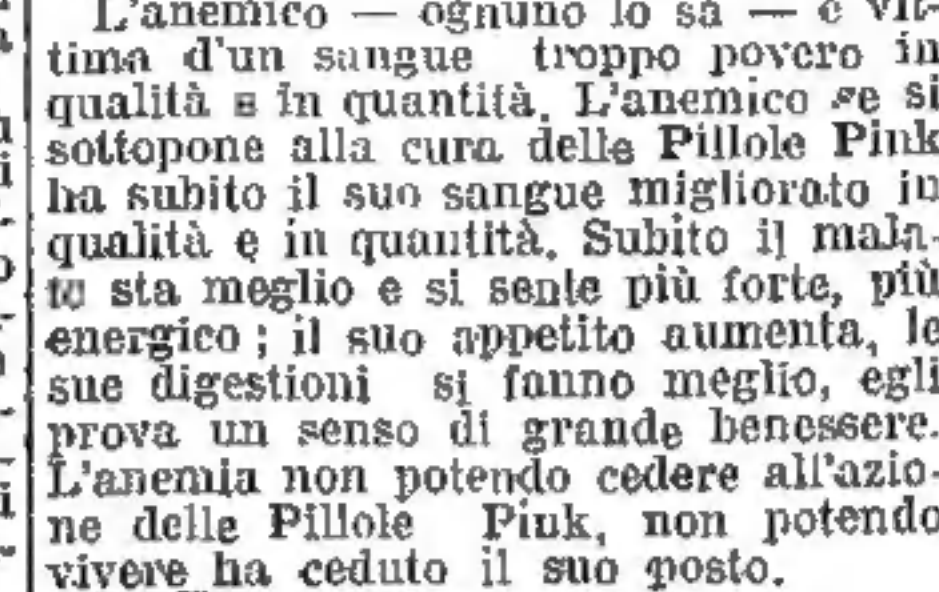 L'anemico — ognuno lo sa — è vit-
tima d'un sangue troppo povero in
qualità e in quantità. L'anemico se si
sottopone alla cura delle Pillole Pink
ha subito il suo sangue migliorato in
qualità e in quantità. Subito il mala-
to sta meglio e si sente più forte, più
energico ; il suo appetito aumenta, le
sue digestioni si fanno meglio, egli
prova un senso di grande benessere.
L'anemia non potendo cedere all'azio-
ne delle Pillole Pink, non potendo
vivere ha ceduto il suo posto.